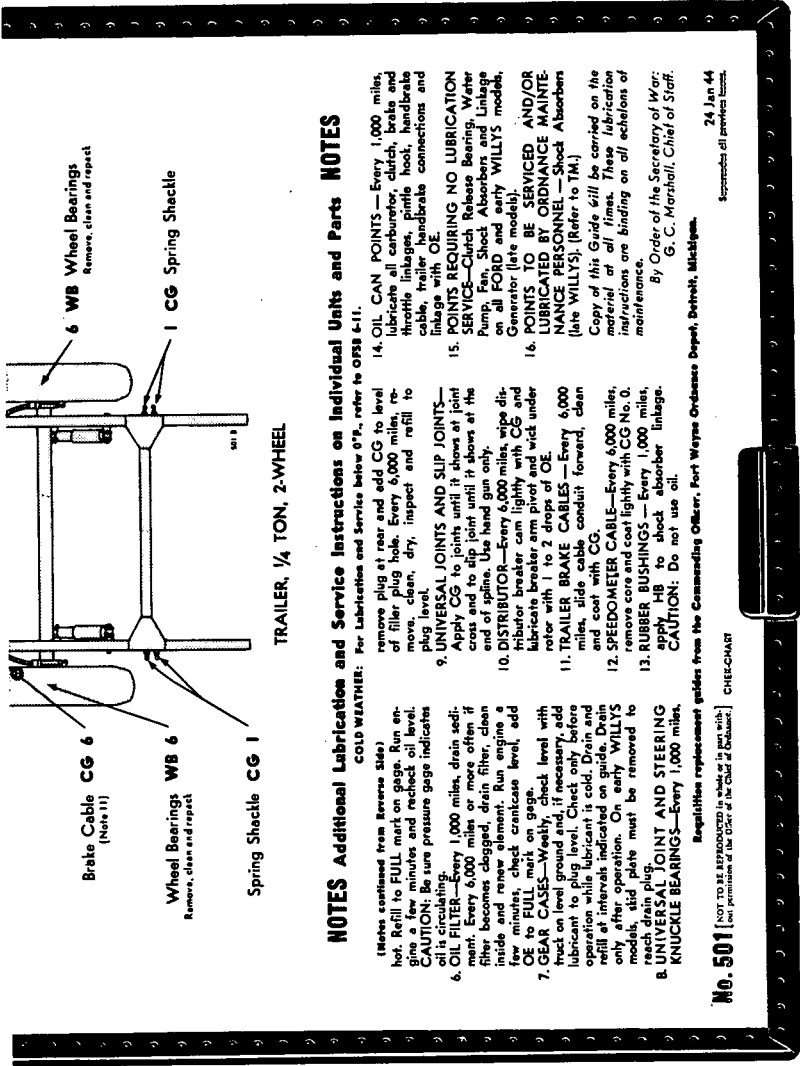 Brake Cable CG 6
(Note 11)
Wheel Bearings WB 6
Remove, clean and repack
Spring Shackle CG 1
6 WB Wheel Bearings
Remove, clean and repack
1 CG Spring Shackle
501 B
TRAILER, 1/4 TON, 2-WHEEL
NOTES Additional Lubrication and Service Instructions on Individual Units and Parts NOTES
COLD WEATHER: For Lubrication and Service below 0°F., refer to OFSB 6-11.
(Notes continued from Reverse Side)
hot. Refill to FULL mark on gage. Run en-
gine a few minutes and recheck oil level.
CAUTION: Be sure pressure gage indicates
oil is circulating.
6. OIL FILTER—Every 1,000 miles, drain sedi-
ment. Every 6,000 miles or more often if
filter becomes clogged, drain filter, clean
inside and renew element. Run engine a
few minutes, check crankcase level, add
OE to FULL mark on gage.
7. GEAR CASES—Weekly, check level with
truck on level ground and, if necessary, add
lubricant to plug level. Check only before
operation while lubricant is cold. Drain and
refill at intervals indicated on guide. Drain
only after operation. On early WILLYS
models, skid plate must be removed to
reach drain plug.
8. UNIVERSAL JOINT AND STEERING
KNUCKLE BEARINGS—Every 1,000 miles,
remove plug at rear and add CG to level
of filler plug hole. Every 6,000 miles, re-
move, clean, dry, inspect and refill to
plug level.
9. UNIVERSAL JOINTS AND SLIP JOINTS—
Apply CG to joints until it shows at joint
cross and to slip joint until it shows at the
end of spline. Use hand gun only.
10. DISTRIBUTOR—Every 6,000 miles, wipe dis-
tributor breaker cam lightly with CG and
lubricate breaker arm pivot and wick under
rotor with 1 to 2 drops of OE.
11. TRAILER BRAKE CABLES—Every 6,000
miles, slide cable conduit forward, clean
and coat with CG.
12. SPEEDOMETER CABLE—Every 6,000 miles,
remove core and coat lightly with CG No. 0.
13. RUBBER BUSHINGS—Every 1,000 miles,
apply HB to shock absorber linkage.
CAUTION: Do not use oil.
14. OIL CAN POINTS—Every 1,000 miles,
lubricate all carburetor, clutch, brake and
throttle linkages, pintle hook, handbrake
cable, trailer handbrake connections and
linkage with OE.
15. POINTS REQUIRING NO LUBRICATION
SERVICE—Clutch Release Bearing, Water
Pump, Fan, Shock Absorbers and Linkage
on all FORD and early WILLYS models,
Generator (late models).
16. POINTS TO BE SERVICED AND/OR
LUBRICATED BY ORDNANCE MAINTE-
NANCE PERSONNEL—Shock Absorbers
(late WILLYS). (Refer to TM.)
Copy of this Guide will be carried on the
material at all times. These lubrication
instructions are binding on all echelons of
maintenance.
By Order of the Secretary of War:
G. C. Marshall, Chief of Staff.
Requisition replacement guides from the Commanding Officer, Fort Wayne Ordnance Depot, Detroit, Michigan.
No. 501 [NOT TO BE REPRODUCED in whole or in part with-
out permission of the Office of the Chief of Ordnance.] CHEK-CHART
24 Jan 44
Supersedes all previous issues.